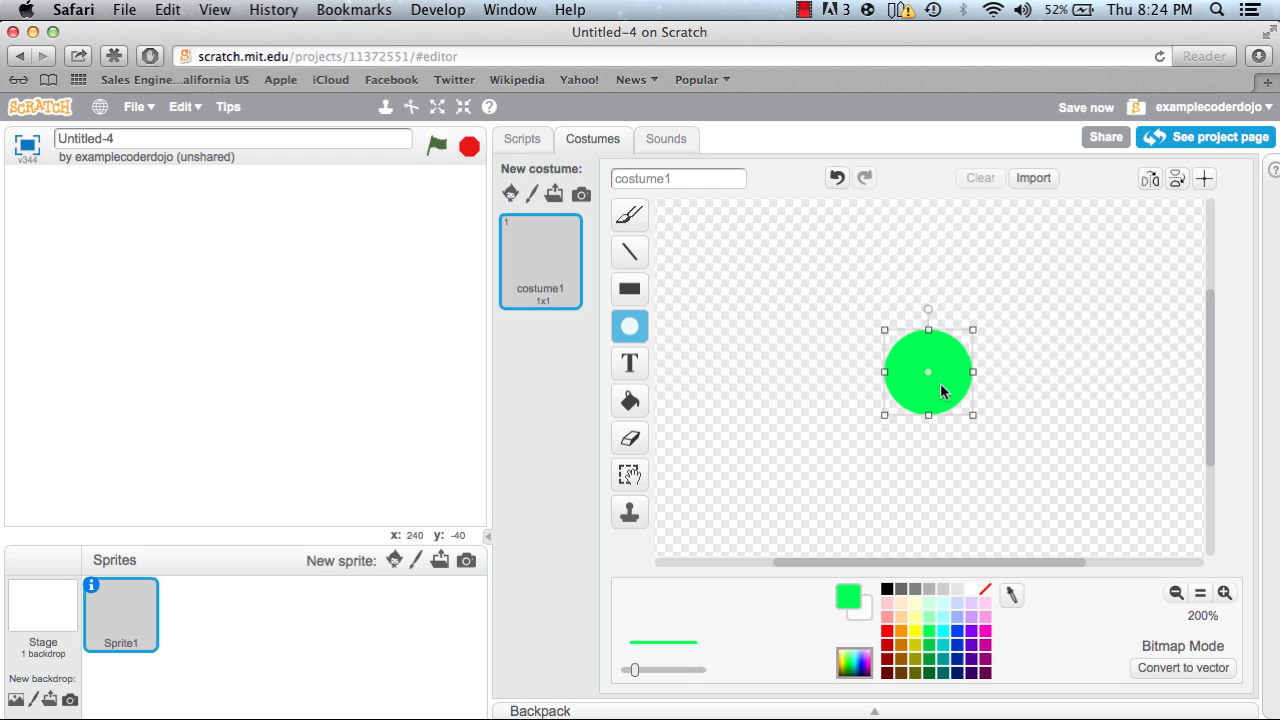 Safari File Edit View History Bookmarks Develop Window Help 3 52% Thu 8:24 PM
Untitled-4 on Scratch
scratch.mit.edu/projects/11372551/#editor Reader
Sales Engine...alifornia US Apple iCloud Facebook Twitter Wikipedia Yahoo! News Popular
SCRATCH File Edit Tips Save now S examplecoderdojo
v344 Untitled-4
by examplecoderdojo (unshared)
Scripts Costumes Sounds Share See project page
New costume:
costume1 Clear Import
1
costume1
1x1
T
x: 240 y: -40
Sprites New sprite:
Stage
1 backdrop
Sprite1
New backdrop:
200%
Bitmap Mode
Convert to vector
Backpack